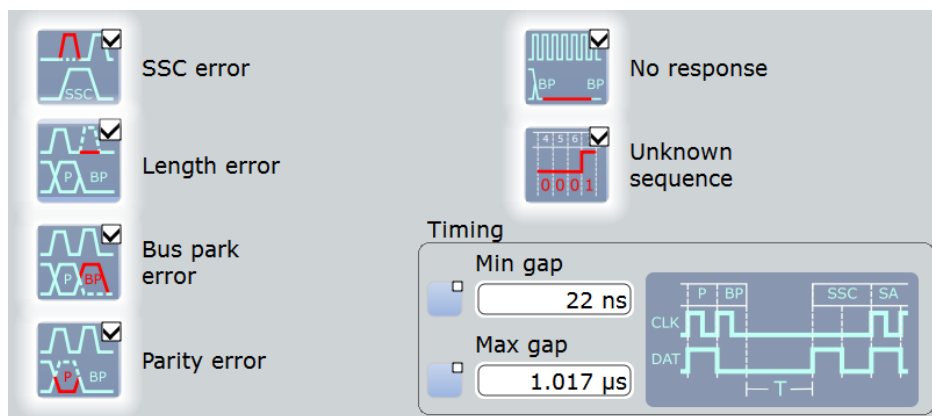 SSC
SSC error
P BP
Length error
P BP
Bus park
error
P BP
Parity error
BP BP
No response
4 5 6
0 0 0 1
Unknown
sequence
Timing
Min gap
22 ns
Max gap
1.017 µs
P BP SSC SA
CLK
DAT
T